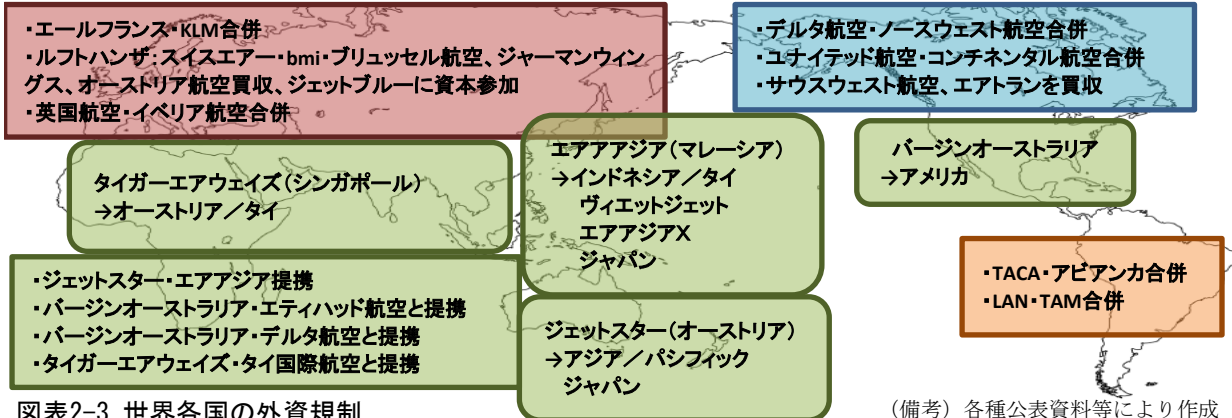 ・エールフランス・KLM合併
・ルフトハンザ：スイスエアー・bmi・ブリュッセル航空、ジャーマンウィン
グス、オーストリア航空買収、ジェットブルーに資本参加
・英国航空・イベリア航空合併
・デルタ航空・ノースウェスト航空合併
・ユナイテッド航空・コンチネンタル航空合併
・サウスウェスト航空、エアトランを買収
タイガーエアウェイズ（シンガポール）
→オーストリア／タイ
エアアアジア（マレーシア）
→インドネシア／タイ
ヴィエットジェット
エアアジアX
ジャパン
バージンオーストラリア
→アメリカ
・ジェットスター・エアアジア提携
・バージンオーストラリア・エティハッド航空と提携
・バージンオーストラリア・デルタ航空と提携
・タイガーエアウェイズ・タイ国際航空と提携
ジェットスター（オーストリア）
→アジア／パシフィック
ジャパン
・TACA・アビアンカ合併
・LAN・TAM合併
図表2-3 世界各国の外資規制
（備考）各種公表資料等により作成